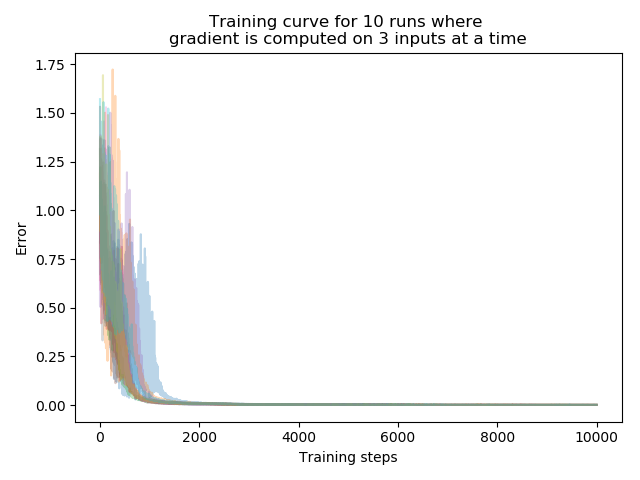 Training curve for 10 runs where
gradient is computed on 3 inputs at a time
1.75
1.50
1.25
1.00
0.75
0.50
0.25
0.00
Error
0 2000 4000 6000 8000 10000
Training steps